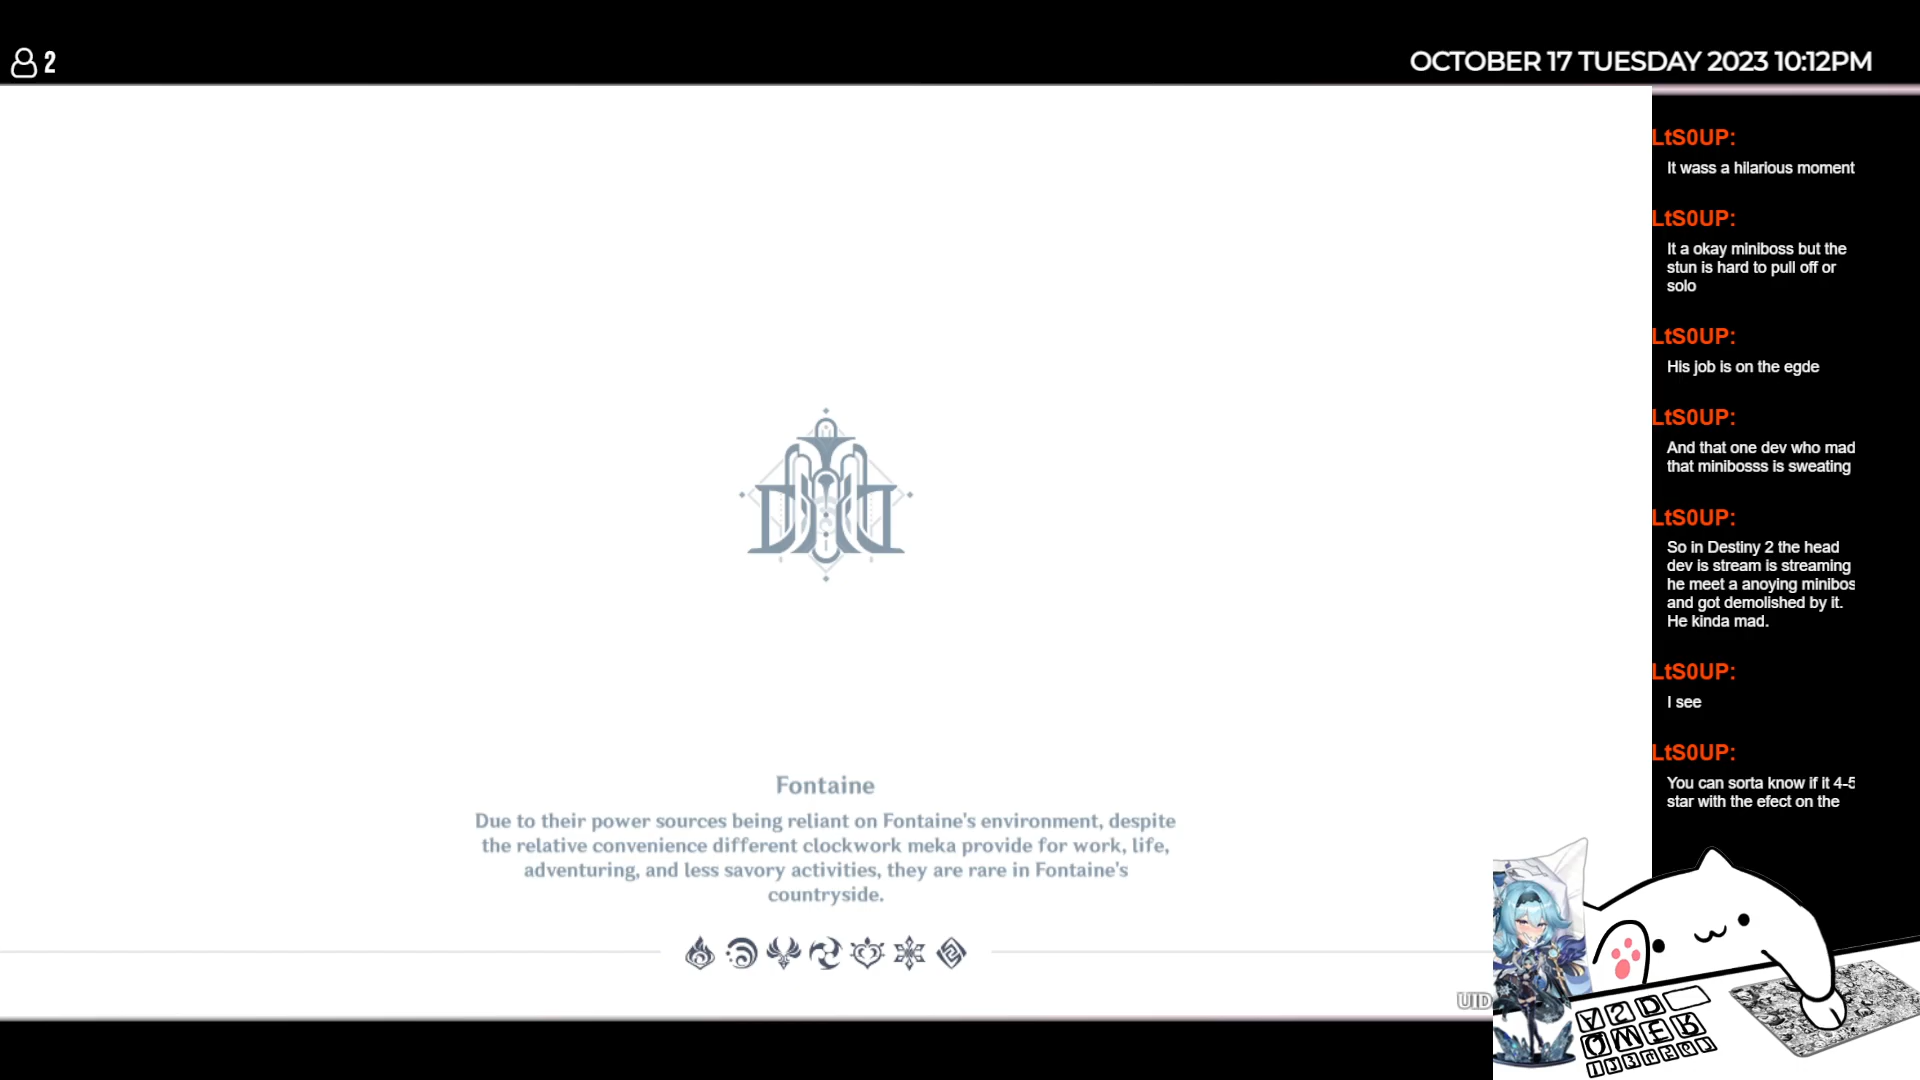 2
OCTOBER 17 TUESDAY 2023 10:12PM
LtS0UP:
It wass a hilarious moment
LtS0UP:
It a okay miniboss but the
stun is hard to pull off or
solo
LtS0UP:
His job is on the egde
LtS0UP:
And that one dev who mad
that minibosss is sweating
LtS0UP:
So in Destiny 2 the head
dev is stream is streaming
he meet a anoying minibos
and got demolished by it.
He kinda mad.
LtS0UP:
I see
LtS0UP:
You can sorta know if it 4-5
star with the efect on the
Fontaine
Due to their power sources being reliant on Fontaine's environment, despite
the relative convenience different clockwork meka provide for work, life,
adventuring, and less savory activities, they are rare in Fontaine's
countryside.
UID